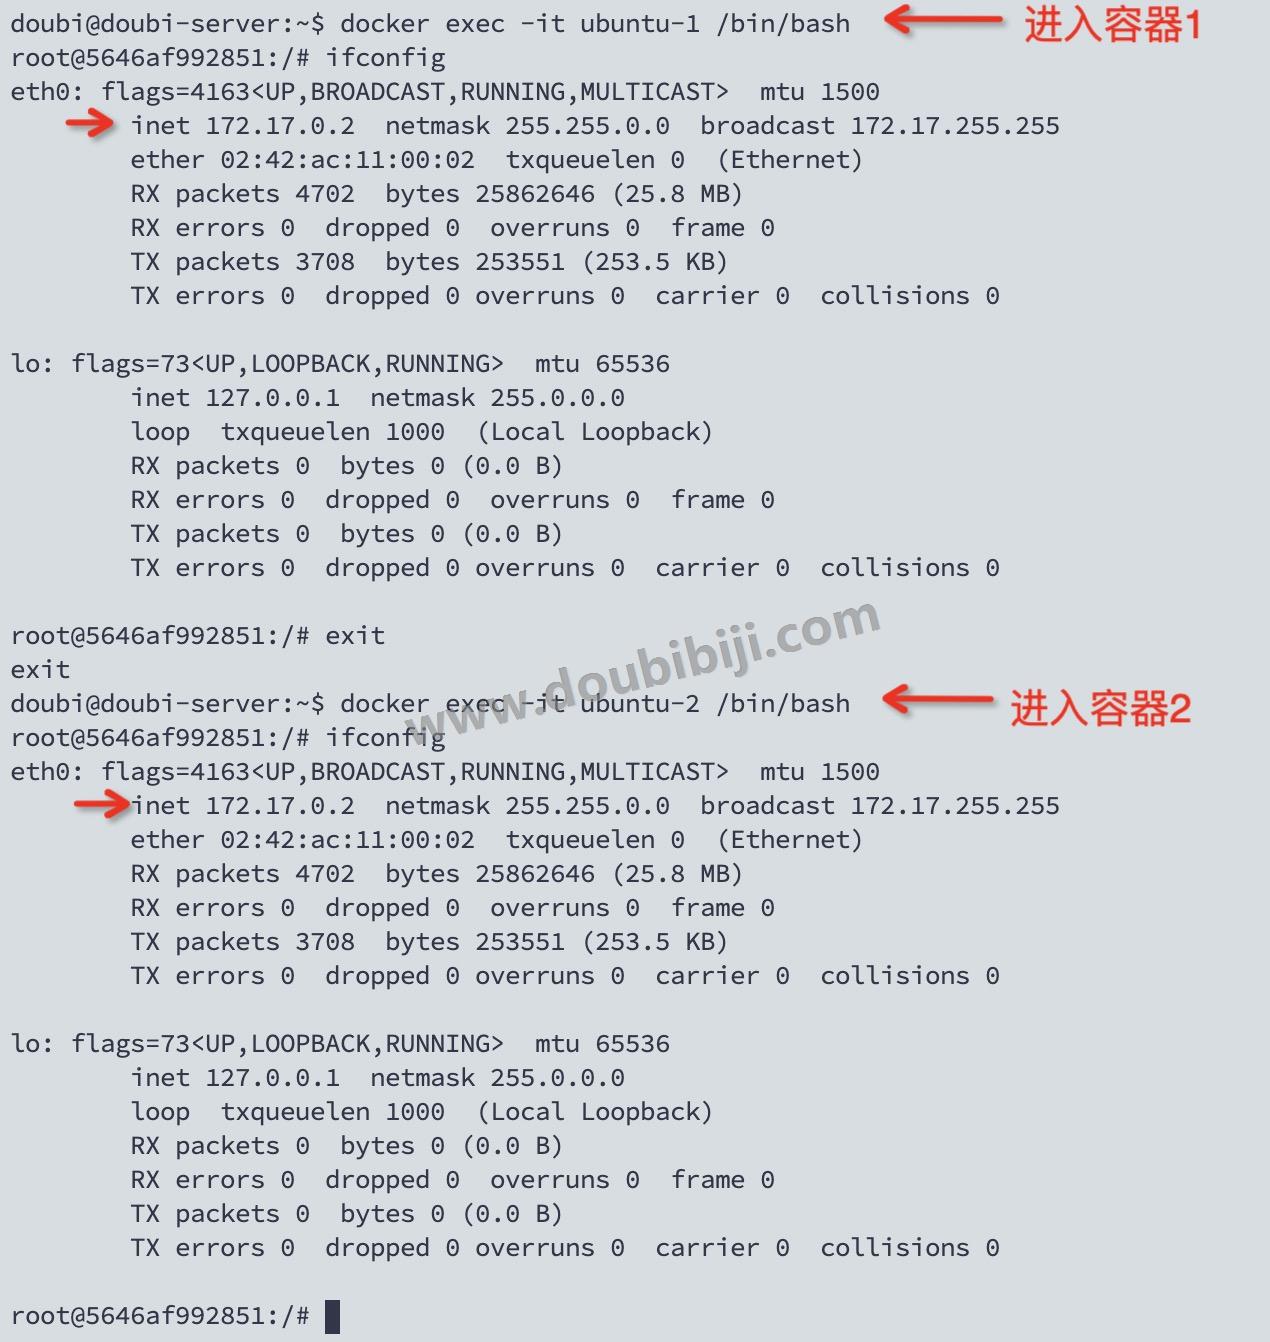 doubi@doubi-server:~$ docker exec -it ubuntu-1 /bin/bash 进入容器1
root@5646af992851:/# ifconfig
eth0: flags=4163<UP,BROADCAST,RUNNING,MULTICAST>  mtu 1500
        inet 172.17.0.2  netmask 255.255.0.0  broadcast 172.17.255.255
        ether 02:42:ac:11:00:02  txqueuelen 0  (Ethernet)
        RX packets 4702  bytes 25862646 (25.8 MB)
        RX errors 0  dropped 0  overruns 0  frame 0
        TX packets 3708  bytes 253551 (253.5 KB)
        TX errors 0  dropped 0 overruns 0  carrier 0  collisions 0

lo: flags=73<UP,LOOPBACK,RUNNING>  mtu 65536
        inet 127.0.0.1  netmask 255.0.0.0
        loop  txqueuelen 1000  (Local Loopback)
        RX packets 0  bytes 0 (0.0 B)
        RX errors 0  dropped 0  overruns 0  frame 0
        TX packets 0  bytes 0 (0.0 B)
        TX errors 0  dropped 0 overruns 0  carrier 0  collisions 0

root@5646af992851:/# exit
exit
www.doubibiji.com
doubi@doubi-server:~$ docker exec -it ubuntu-2 /bin/bash 进入容器2
root@5646af992851:/# ifconfig
eth0: flags=4163<UP,BROADCAST,RUNNING,MULTICAST>  mtu 1500
        inet 172.17.0.2  netmask 255.255.0.0  broadcast 172.17.255.255
        ether 02:42:ac:11:00:02  txqueuelen 0  (Ethernet)
        RX packets 4702  bytes 25862646 (25.8 MB)
        RX errors 0  dropped 0  overruns 0  frame 0
        TX packets 3708  bytes 253551 (253.5 KB)
        TX errors 0  dropped 0 overruns 0  carrier 0  collisions 0

lo: flags=73<UP,LOOPBACK,RUNNING>  mtu 65536
        inet 127.0.0.1  netmask 255.0.0.0
        loop  txqueuelen 1000  (Local Loopback)
        RX packets 0  bytes 0 (0.0 B)
        RX errors 0  dropped 0  overruns 0  frame 0
        TX packets 0  bytes 0 (0.0 B)
        TX errors 0  dropped 0 overruns 0  carrier 0  collisions 0

root@5646af992851:/#